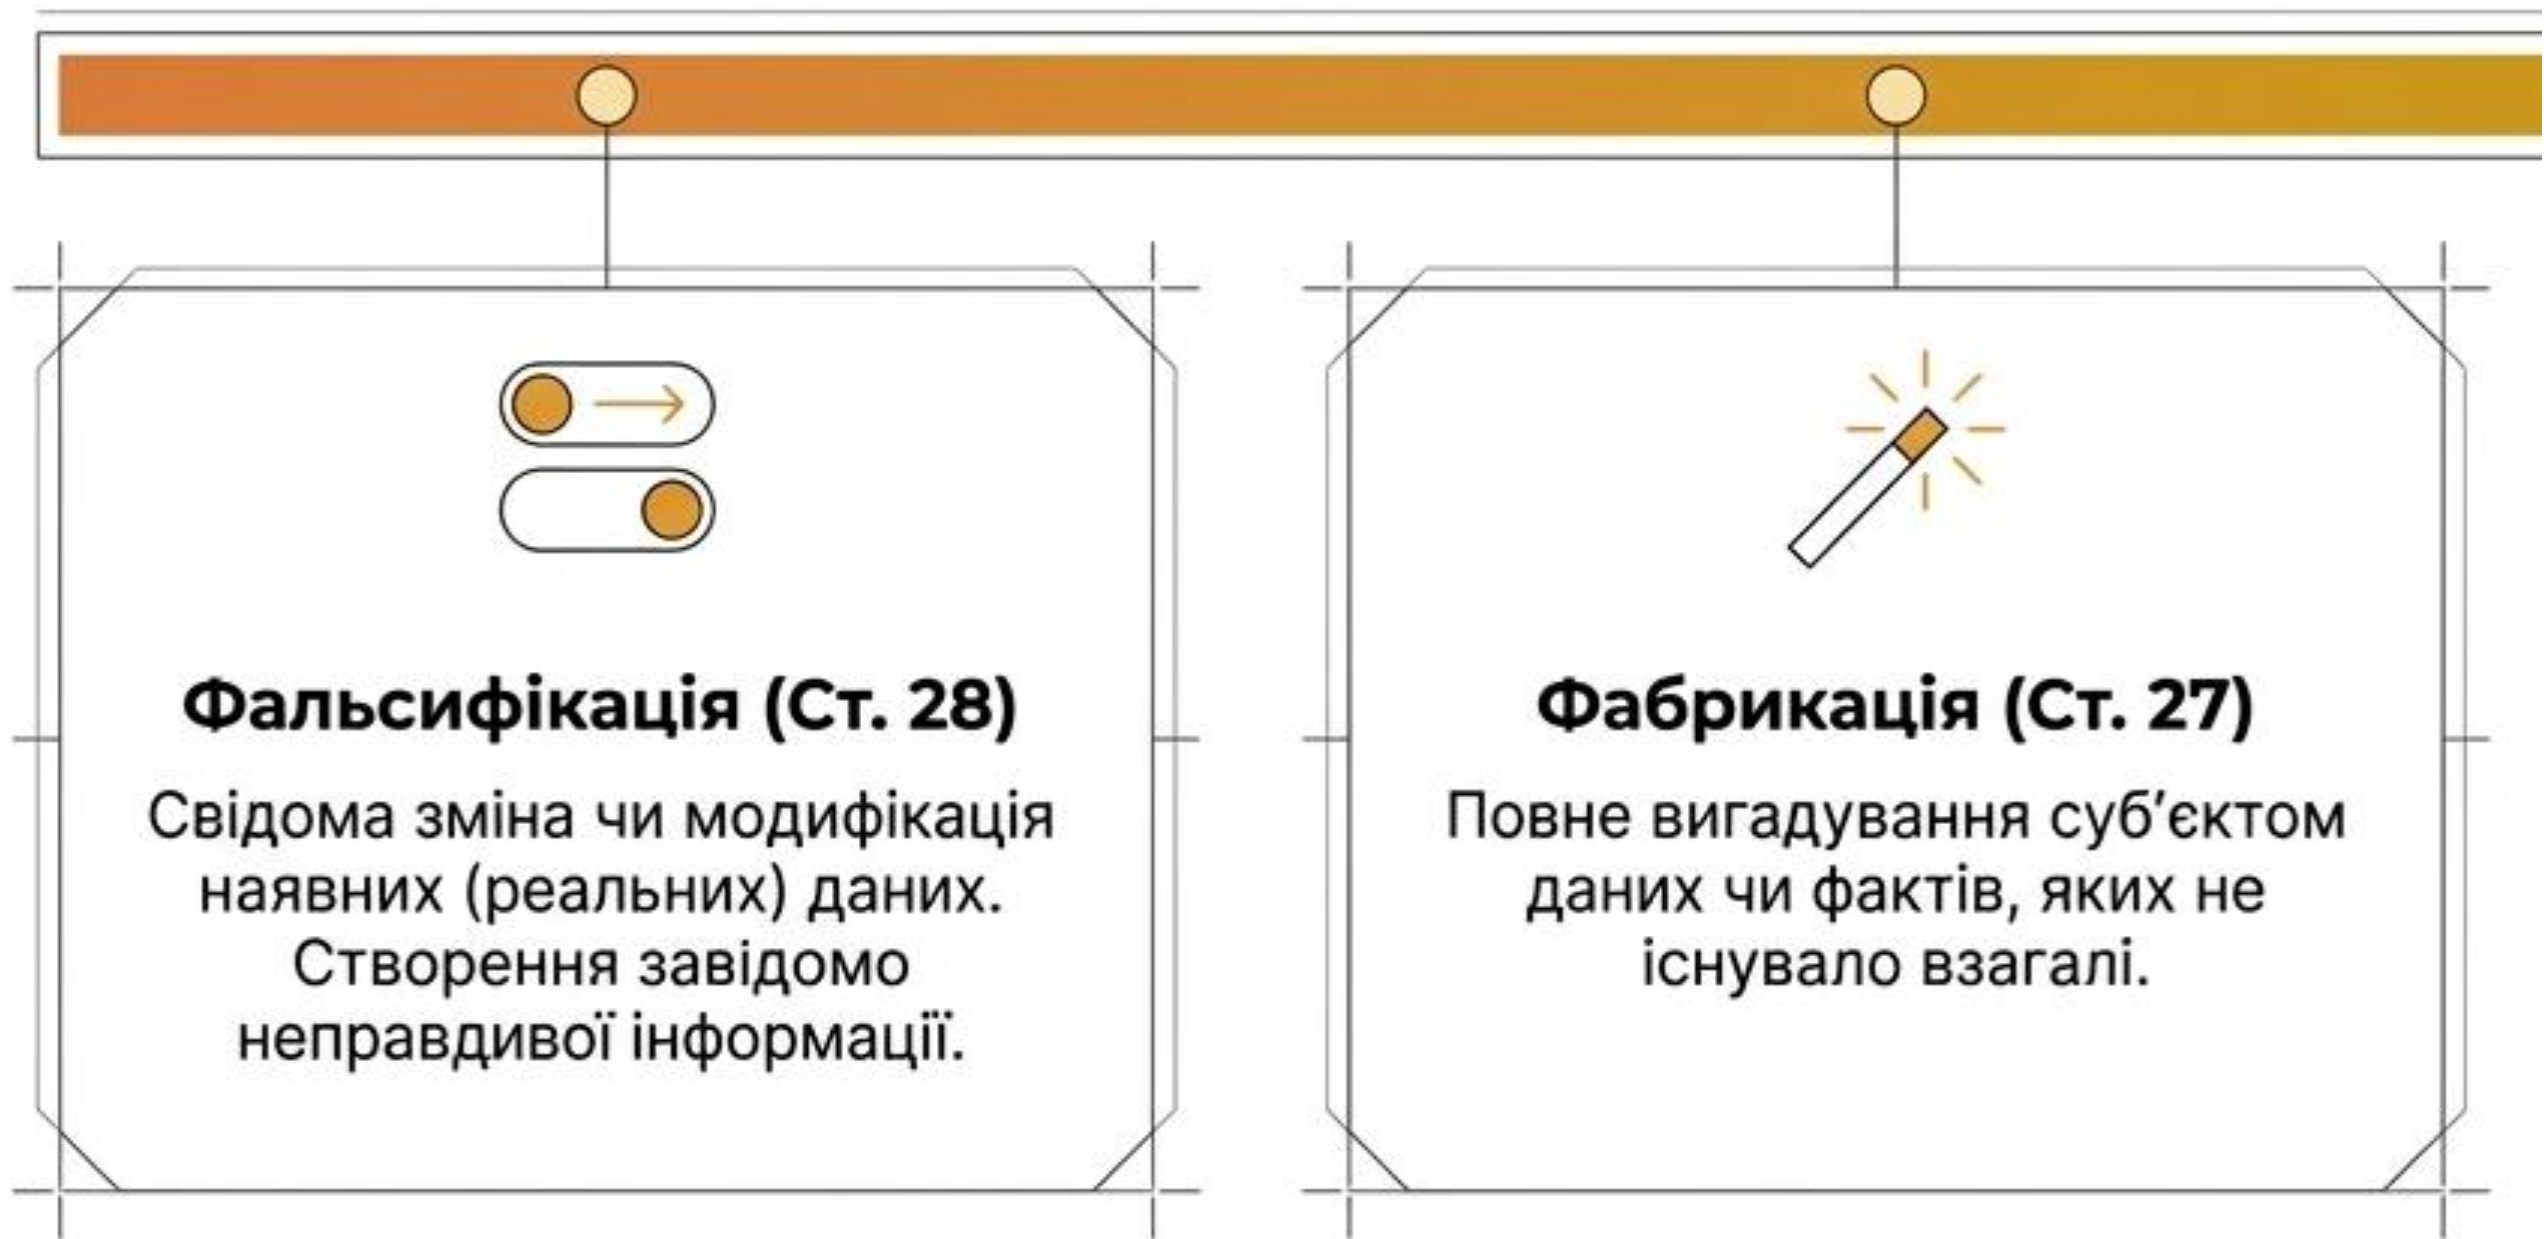 Фальсифікація (Ст. 28)
Свідома зміна чи модифікація
наявних (реальних) даних.
Створення завідомо
неправдивої інформації.
Фабрикація (Ст. 27)
Повне вигадування суб’єктом
даних чи фактів, яких не
існувало взагалі.